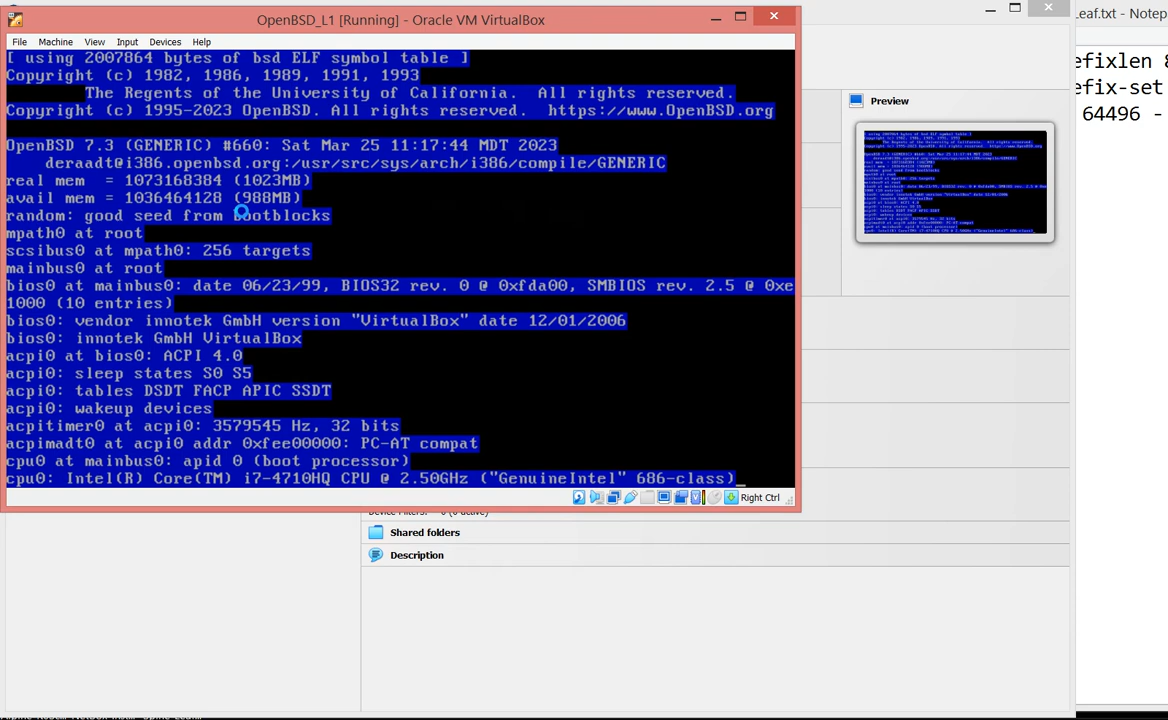 OpenBSD_L1 [Running] - Oracle VM VirtualBox
File Machine View Input Devices Help
[ using 2007864 bytes of bsd ELF symbol table ]
Copyright (c) 1982, 1986, 1989, 1991, 1993
The Regents of the University of California.  All rights reserved.
Copyright (c) 1995-2023 OpenBSD. All rights reserved.  https://www.OpenBSD.org
OpenBSD 7.3 (GENERIC) #660: Sat Mar 25 11:17:44 MDT 2023
deraadt@i386.openbsd.org:/usr/src/sys/arch/i386/compile/GENERIC
real mem  = 1073168384 (1023MB)
avail mem = 1036464128 (988MB)
random: good seed from bootblocks
mpath0 at root
scsibus0 at mpath0: 256 targets
mainbus0 at root
bios0 at mainbus0: date 06/23/99, BIOS32 rev. 0 @ 0xfda00, SMBIOS rev. 2.5 @ 0xe
1000 (10 entries)
bios0: vendor innotek GmbH version "VirtualBox" date 12/01/2006
bios0: innotek GmbH VirtualBox
acpi0 at bios0: ACPI 4.0
acpi0: sleep states S0 S5
acpi0: tables DSDT FACP APIC SSDT
acpi0: wakeup devices
acpitimer0 at acpi0: 3579545 Hz, 32 bits
acpimadt0 at acpi0 addr 0xfee00000: PC-AT compat
cpu0 at mainbus0: apid 0 (boot processor)
cpu0: Intel(R) Core(TM) i7-4710HQ CPU @ 2.50GHz ("GenuineIntel" 686-class)_
Right Ctrl
Shared folders
Description
Preview
Leaf.txt - Notep
efixlen 8
efix-set
64496 -